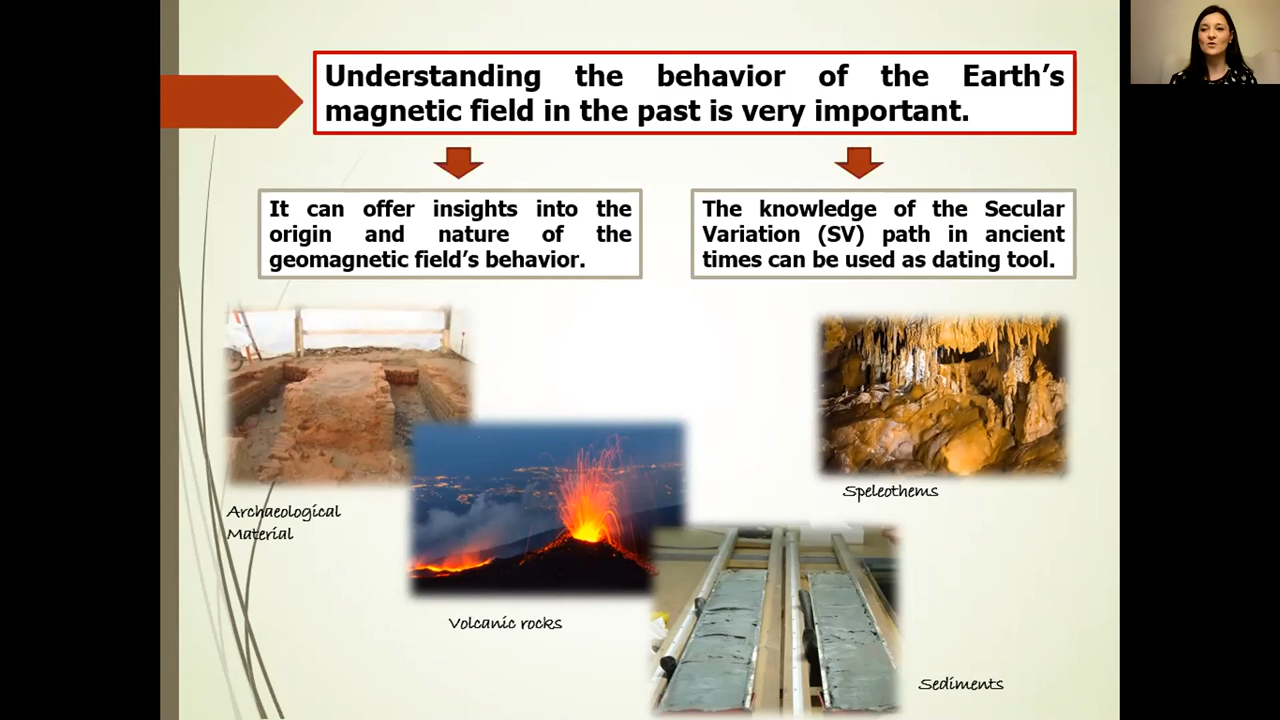 Understanding the behavior of the Earth's
magnetic field in the past is very important.
It can offer insights into the
origin and nature of the
geomagnetic field's behavior.
The knowledge of the Secular
Variation (SV) path in ancient
times can be used as dating tool.
Archaeological
Material
Volcanic rocks
Speleothems
Sediments